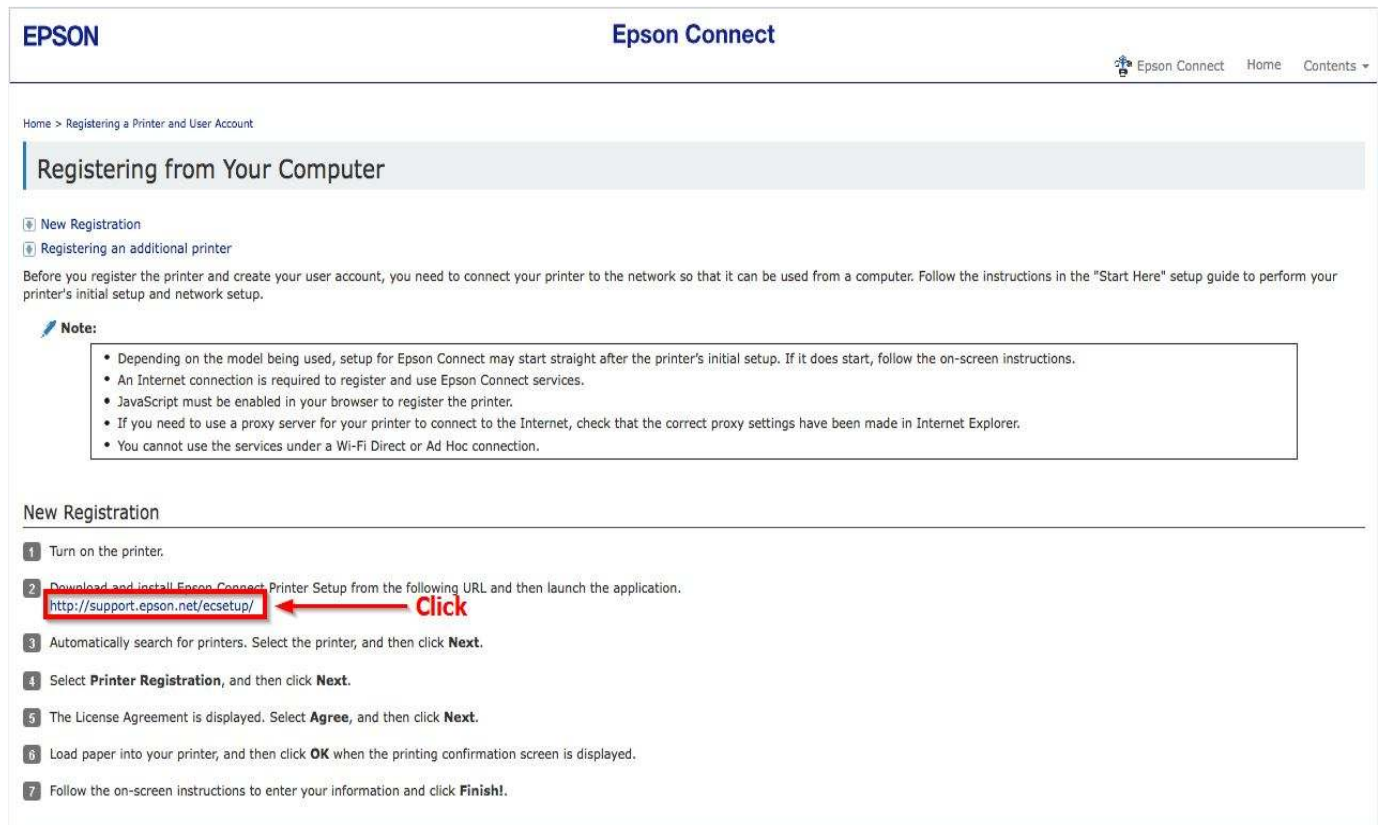 EPSON
Epson Connect
Epson Connect Home Contents
Home > Registering a Printer and User Account
Registering from Your Computer
New Registration
Registering an additional printer
Before you register the printer and create your user account, you need to connect your printer to the network so that it can be used from a computer. Follow the instructions in the "Start Here" setup guide to perform your
printer's initial setup and network setup.
Note:
• Depending on the model being used, setup for Epson Connect may start straight after the printer's initial setup. If it does start, follow the on-screen instructions.
• An Internet connection is required to register and use Epson Connect services.
• JavaScript must be enabled in your browser to register the printer.
• If you need to use a proxy server for your printer to connect to the Internet, check that the correct proxy settings have been made in Internet Explorer.
• You cannot use the services under a Wi-Fi Direct or Ad Hoc connection.
New Registration
1 Turn on the printer.
2 Download and install Epson Connect Printer Setup from the following URL and then launch the application.
http://support.epson.net/ecsetup/ Click
3 Automatically search for printers. Select the printer, and then click Next.
4 Select Printer Registration, and then click Next.
5 The License Agreement is displayed. Select Agree, and then click Next.
6 Load paper into your printer, and then click OK when the printing confirmation screen is displayed.
7 Follow the on-screen instructions to enter your information and click Finish!.